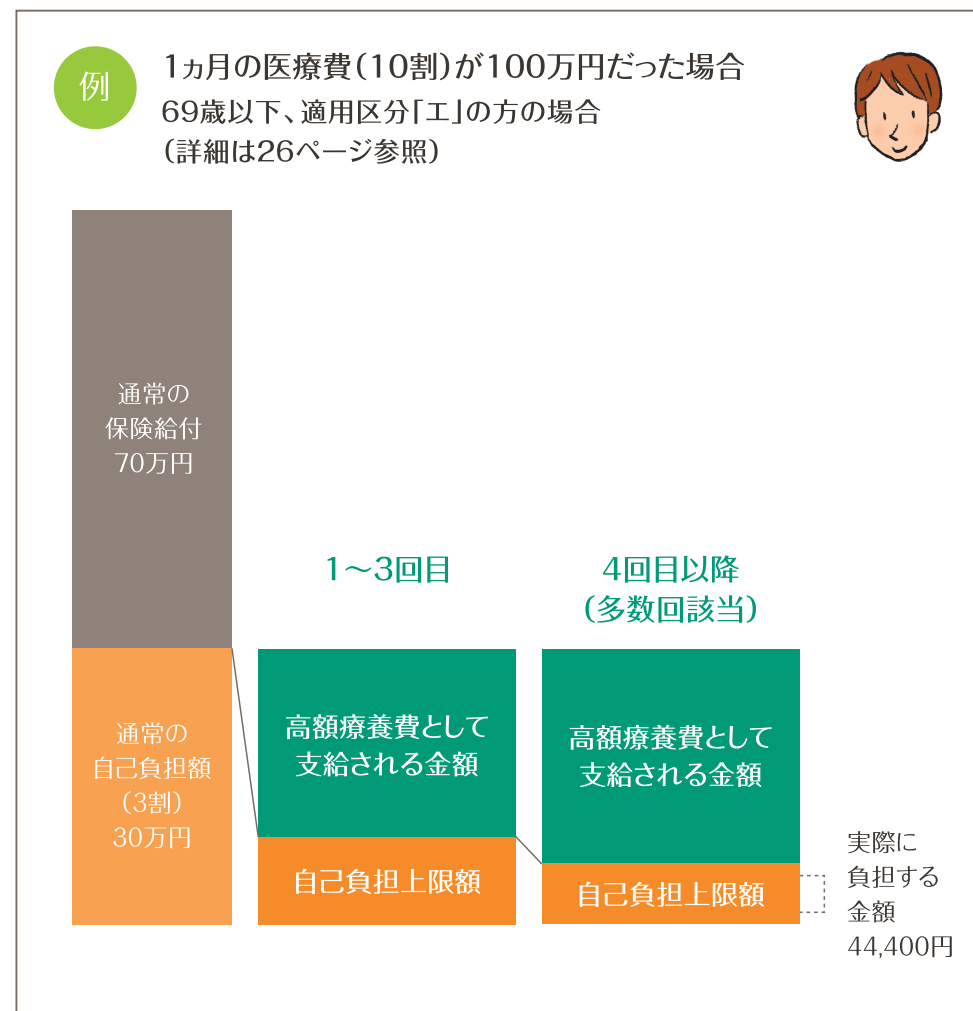 例
1ヵ月の医療費（10割）が100万円だった場合
69歳以下、適用区分「エ」の方の場合
（詳細は26ページ参照）
通常の
保険給付
70万円
通常の
自己負担額
（3割）
30万円
1〜3回目
高額療養費として
支給される金額
自己負担上限額
4回目以降
（多数回該当）
高額療養費として
支給される金額
自己負担上限額
実際に
負担する
金額
44,400円